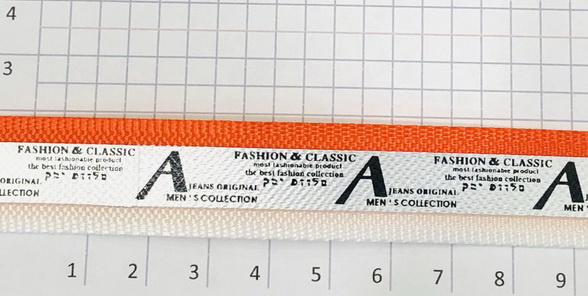 4
3
FASHION & CLASSIC
most fashionable product
the best fashion collection
ORIGINAL
LLECTION
A
JEANS ORIGINAL
MEN'S COLLECTION
FASHION & CLASSIC
most fashionable product
the best fashion collection
A
JEANS ORIGINAL
MEN'S COLLECTION
FASHION & CLASSIC
most fashionable product
the best fashion collection
A
MEN
1 2 3 4 5 6 7 8 9